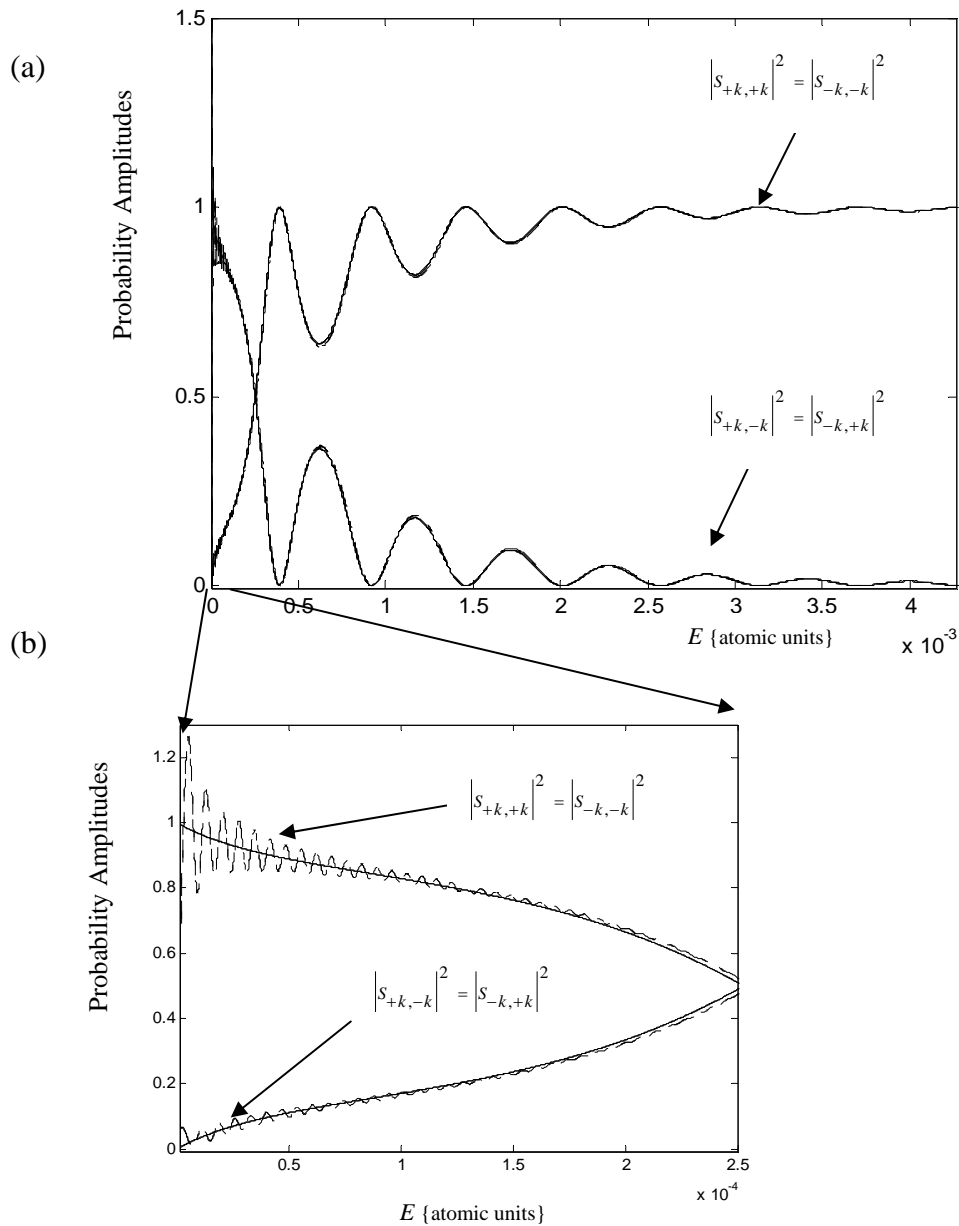 (a)
Probability Amplitudes
1.5
1
0.5
0
|S+k,+k|² = |S−k,−k|²
|S+k,−k|² = |S−k,+k|²
0 0.5 1 1.5 2 2.5 3 3.5 4
E {atomic units}
x 10⁻³
(b)
Probability Amplitudes
1.2
1
0.8
0.6
0.4
0.2
0
|S+k,+k|² = |S−k,−k|²
|S+k,−k|² = |S−k,+k|²
0.5 1 1.5 2 2.5
x 10⁻⁴
E {atomic units}